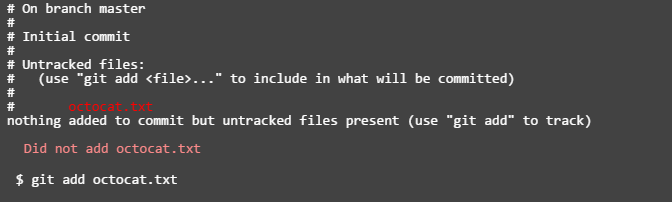 # On branch master
#
# Initial commit
#
# Untracked files:
#   (use "git add <file>..." to include in what will be committed)
#
#       octocat.txt
nothing added to commit but untracked files present (use "git add" to track)
Did not add octocat.txt
$ git add octocat.txt